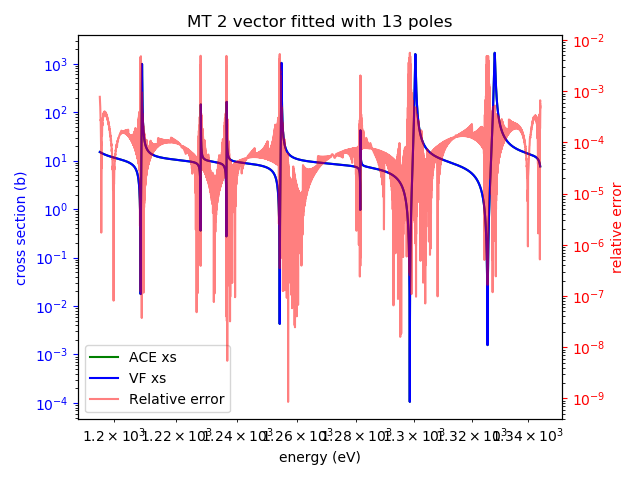 MT 2 vector fitted with 13 poles
cross section (b)
10³
10²
10¹
10⁰
10⁻¹
10⁻²
10⁻³
10⁻⁴
10⁻²
10⁻³
10⁻⁴
10⁻⁵
10⁻⁶
10⁻⁷
10⁻⁸
10⁻⁹
relative error
ACE xs
VF xs
Relative error
1.2 × 10³ 1.22 × 10³ 1.24 × 10³ 1.26 × 10³ 1.28 × 10³ 1.3 × 10³ 1.32 × 10³ 1.34 × 10³
energy (eV)